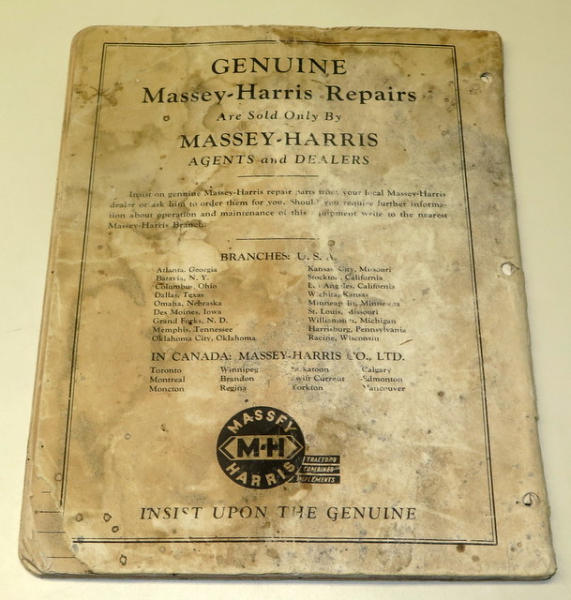 GENUINE
Massey-Harris Repairs
Are Sold Only By
MASSEY-HARRIS
AGENTS and DEALERS
Insist on genuine Massey-Harris repair parts from your local Massey-Harris
dealer or ask him to order them for you. Should you require further informa-
tion about operation and maintenance of this equipment write to the nearest
Massey-Harris Branch.
BRANCHES: U. S. A.
Atlanta, Georgia
Batavia, N. Y.
Columbus, Ohio
Dallas, Texas
Omaha, Nebraska
Des Moines, Iowa
Grand Forks, N. D.
Memphis, Tennessee
Oklahoma City, Oklahoma
Kansas City, Missouri
Stockton, California
Los Angeles, California
Wichita, Kansas
Minneapolis, Minnesota
St. Louis, Missouri
Williamston, Michigan
Harrisburg, Pennsylvania
Racine, Wisconsin
IN CANADA: MASSEY-HARRIS CO., LTD.
Toronto Winnipeg Saskatoon Calgary
Montreal Brandon Swift Current Edmonton
Moncton Regina Yorkton Vancouver
MASSEY
M-H
HARRIS
TRACTORS
COMBINES
IMPLEMENTS
INSIST UPON THE GENUINE